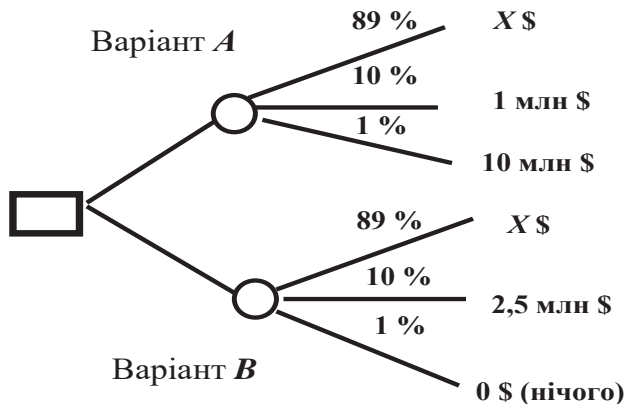 89 %
X $
Варіант A
10 %
1 млн $
1 %
10 млн $
89 %
X $
10 %
2,5 млн $
1 %
Варіант B
0 $ (нічого)